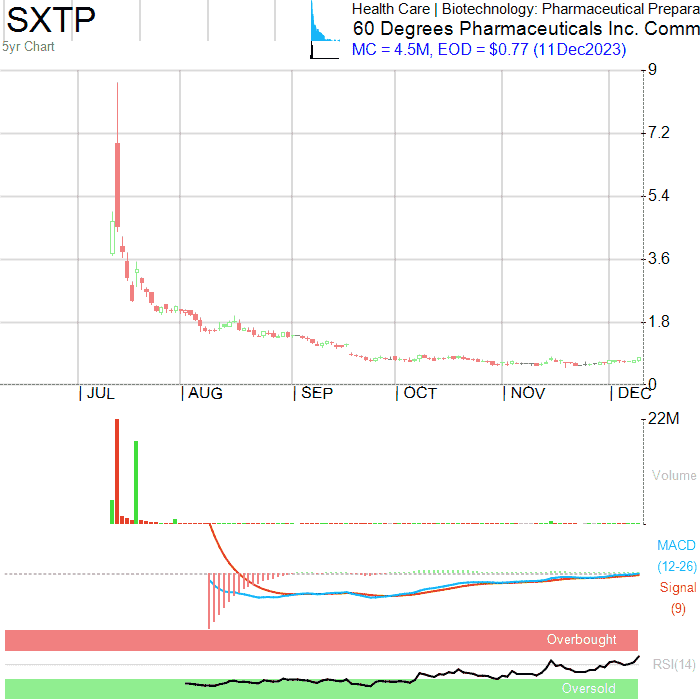 SXTP
5yr Chart
Health Care | Biotechnology: Pharmaceutical Prepara
60 Degrees Pharmaceuticals Inc. Comm
MC = 4.5M, EOD = $0.77 (11Dec2023)
9
7.2
5.4
3.6
1.8
0
JUL AUG SEP OCT NOV DEC
22M
Volume
MACD
(12-26)
Signal
(9)
Overbought
RSI(14)
Oversold